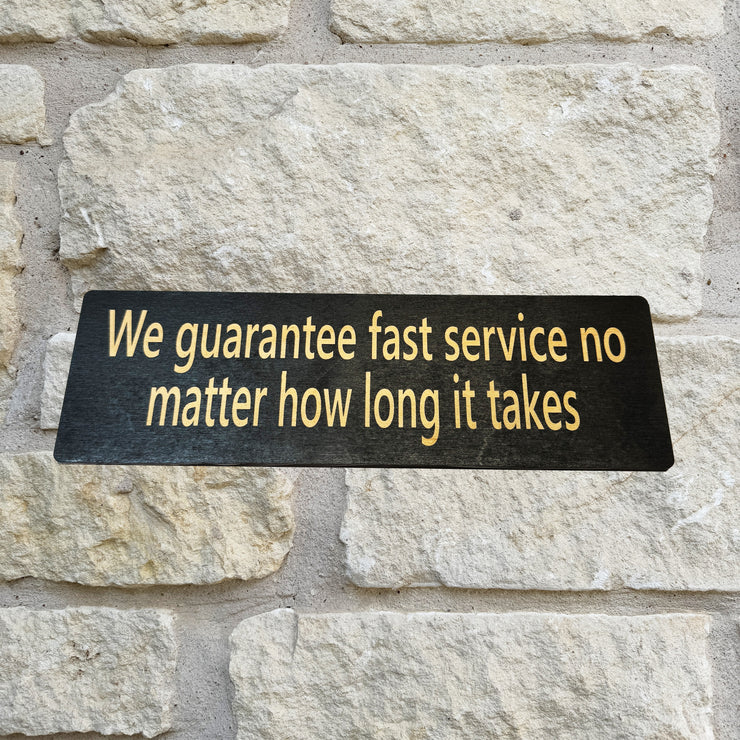 We guarantee fast service no
matter how long it takes